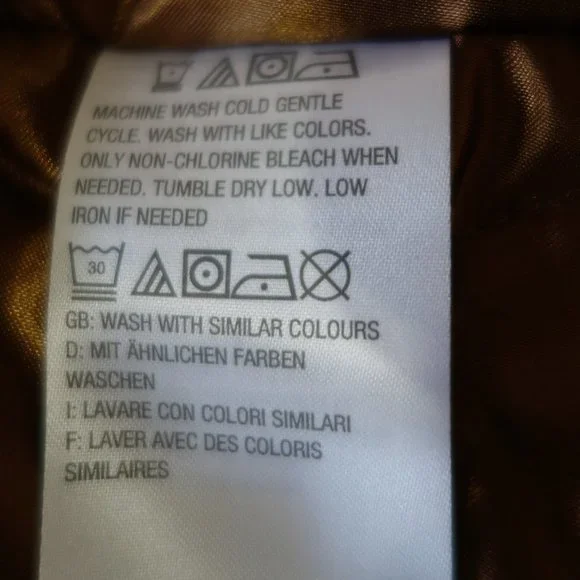 MACHINE WASH COLD GENTLE
CYCLE. WASH WITH LIKE COLORS.
ONLY NON-CHLORINE BLEACH WHEN
NEEDED. TUMBLE DRY LOW. LOW
IRON IF NEEDED
30
GB: WASH WITH SIMILAR COLOURS
D: MIT ÄHNLICHEN FARBEN
WASCHEN
I: LAVARE CON COLORI SIMILARI
F: LAVER AVEC DES COLORIS
SIMILAIRES